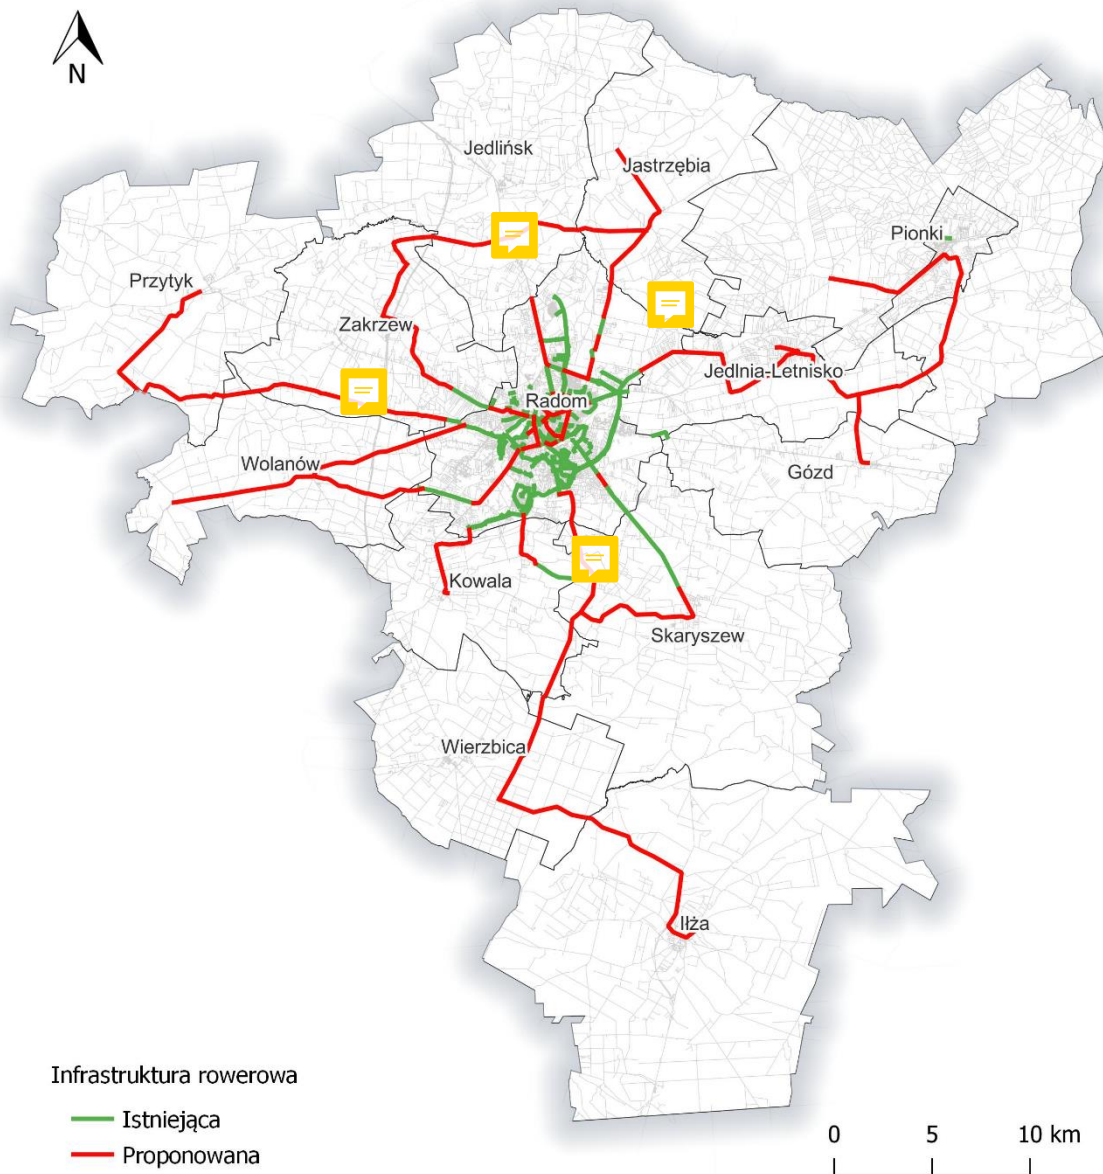 N
Jedlińsk
Jastrzębia
Pionki
Przytyk
Zakrzew
Jedlnia-Letnisko
Radom
Wolanów
Gózd
Kowala
Skaryszew
Wierzbica
Iłża
Infrastruktura rowerowa
Istniejąca
Proponowana
0 5 10 km